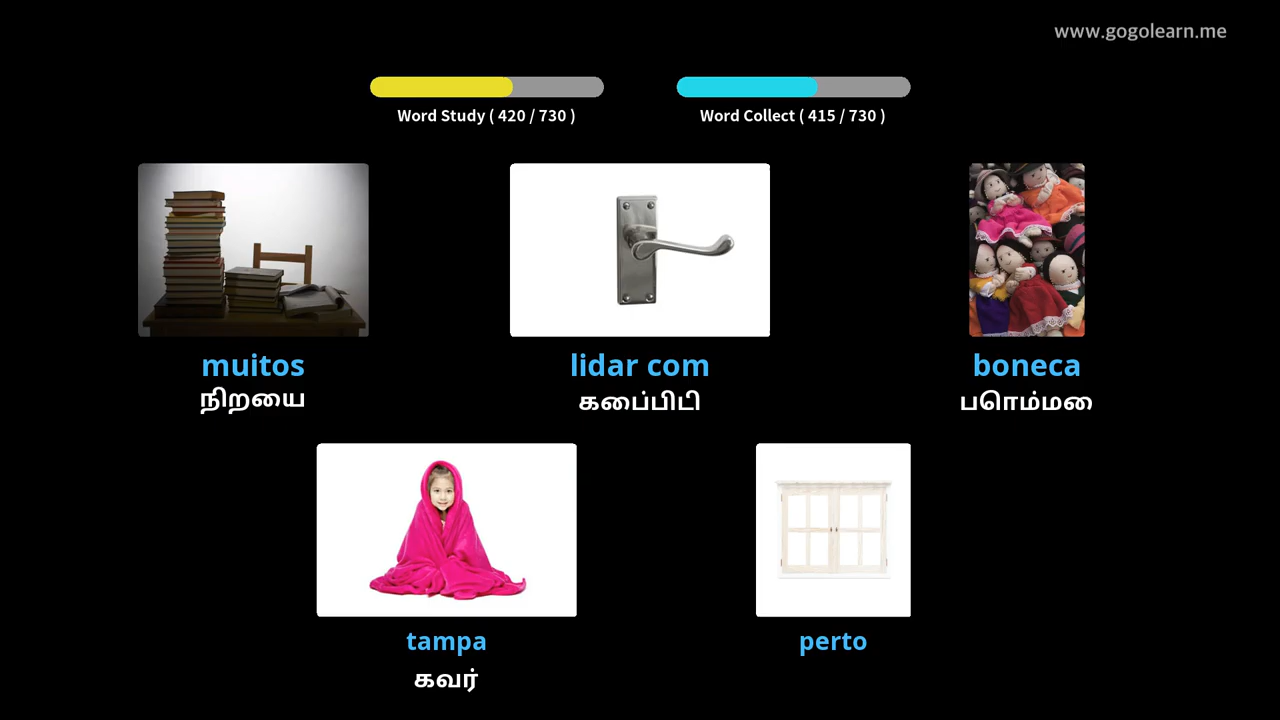 www.gogolearn.me
Word Study ( 420 / 730 )
Word Collect ( 415 / 730 )
muitos
நிறைய
lidar com
கைப்பிடி
boneca
பொம்மை
tampa
கவர்
perto